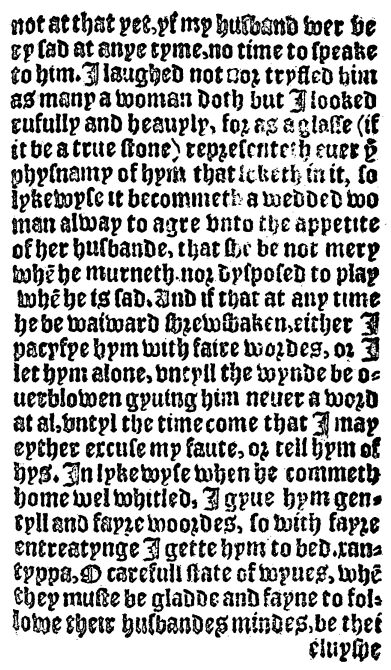 not at that yet, yf my husband wer he
ey sad at anye tyme, no time to speake
to him. I laughed not nor tryfled him
as many a woman doth but I looked
rufully and heauyly, for as a glasse (if
it be a true stone) representeth euer yͤ
physnamy of hym that loketh in it, so
lykewyse it becommeth a wedded wo
man alway to agre vnto the appetite
of her husbande, that she be not mery
whẽ he murneth nor dysposed to play
whẽ he is sad. And if that at any time
he be waiward shrewshaken, either I
pacyfye hym with faire wordes, or I
let hym alone, vntyll the wynde be o-
uerblowen gyuing him neuer a word
at al, vntyl the time come that I may
eyther excuse my faute, or tell hym of
hys. In lykewyse when he commeth
home wel whitled, I gyue hym gen-
tyll and fayre woordes, so with fayre
entreatynge I gette hym to bed. xan-
typpa, O carefull state of wyues, whẽ
they muste be gladde and fayne to fol-
lowe their husbandes mindes, be thei
eluyshe